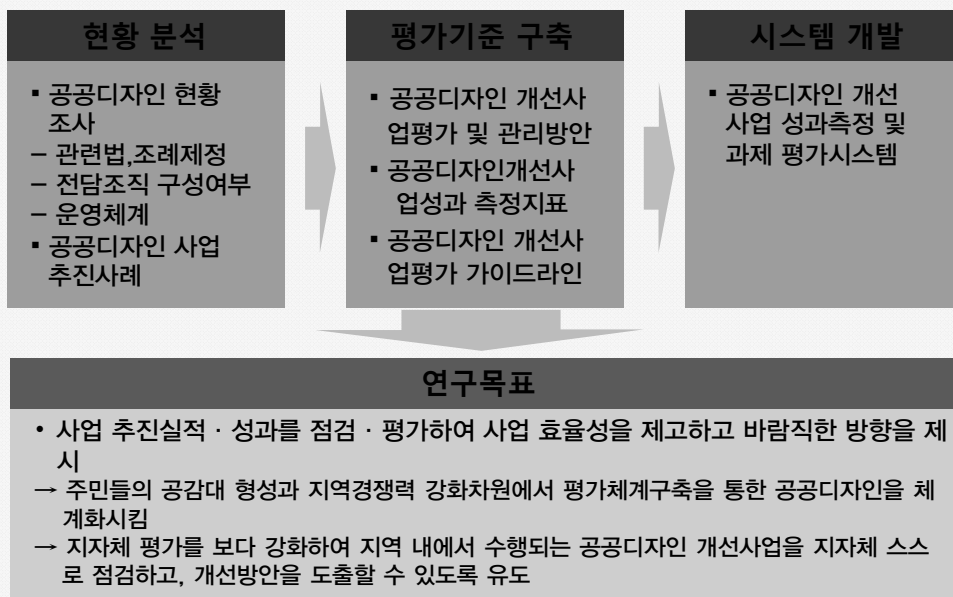 현황 분석
▪ 공공디자인 현황
조사
– 관련법,조례제정
– 전담조직 구성여부
– 운영체계
▪ 공공디자인 사업
추진사례
평가기준 구축
▪ 공공디자인 개선사
업평가 및 관리방안
▪ 공공디자인개선사
업성과 측정지표
▪ 공공디자인 개선사
업평가 가이드라인
시스템 개발
▪ 공공디자인 개선
사업 성과측정 및
과제 평가시스템
연구목표
• 사업 추진실적 · 성과를 점검 · 평가하여 사업 효율성을 제고하고 바람직한 방향을 제
시
→ 주민들의 공감대 형성과 지역경쟁력 강화차원에서 평가체계구축을 통한 공공디자인을 체
계화시킴
→ 지자체 평가를 보다 강화하여 지역 내에서 수행되는 공공디자인 개선사업을 지자체 스스
로 점검하고, 개선방안을 도출할 수 있도록 유도